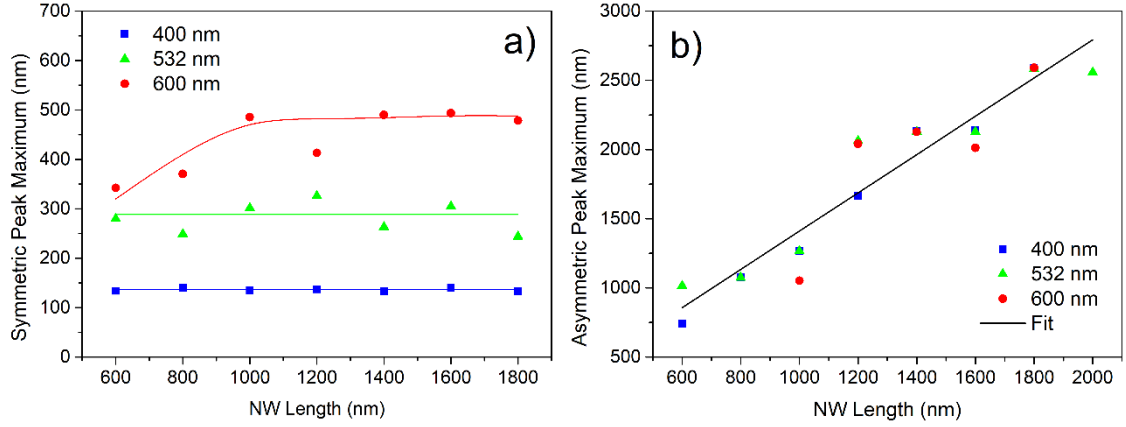 a)
400 nm
532 nm
600 nm
Symmetric Peak Maximum (nm)
700
600
500
400
300
200
100
0
600 800 1000 1200 1400 1600 1800
NW Length (nm)
b)
Asymmetric Peak Maximum (nm)
3000
2500
2000
1500
1000
500
400 nm
532 nm
600 nm
Fit
600 800 1000 1200 1400 1600 1800 2000
NW Length (nm)